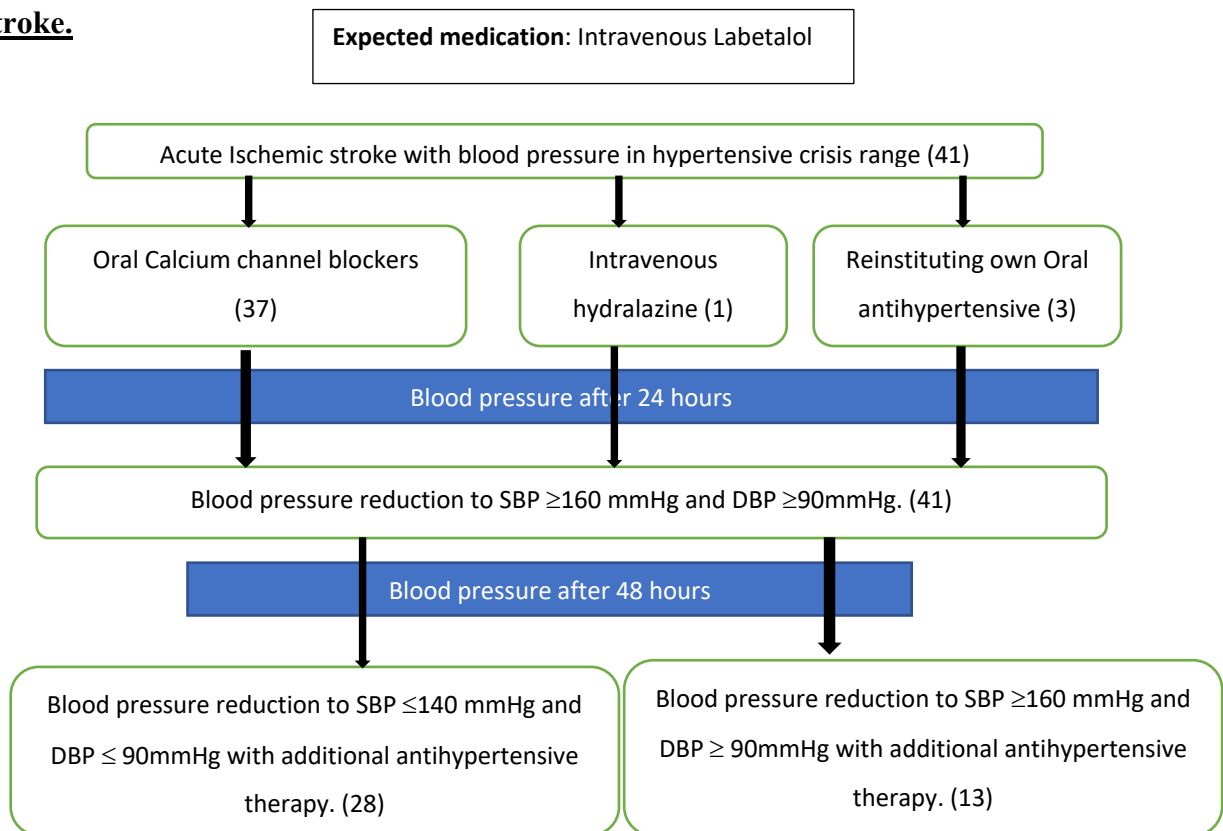 troke.
Expected medication: Intravenous Labetalol
Acute Ischemic stroke with blood pressure in hypertensive crisis range (41)
Oral Calcium channel blockers
(37)
Intravenous
hydralazine (1)
Reinstituting own Oral
antihypertensive (3)
Blood pressure after 24 hours
Blood pressure reduction to SBP ≥160 mmHg and DBP ≥90mmHg. (41)
Blood pressure after 48 hours
Blood pressure reduction to SBP ≤140 mmHg and
DBP ≤ 90mmHg with additional antihypertensive
therapy. (28)
Blood pressure reduction to SBP ≥160 mmHg and
DBP ≥ 90mmHg with additional antihypertensive
therapy. (13)